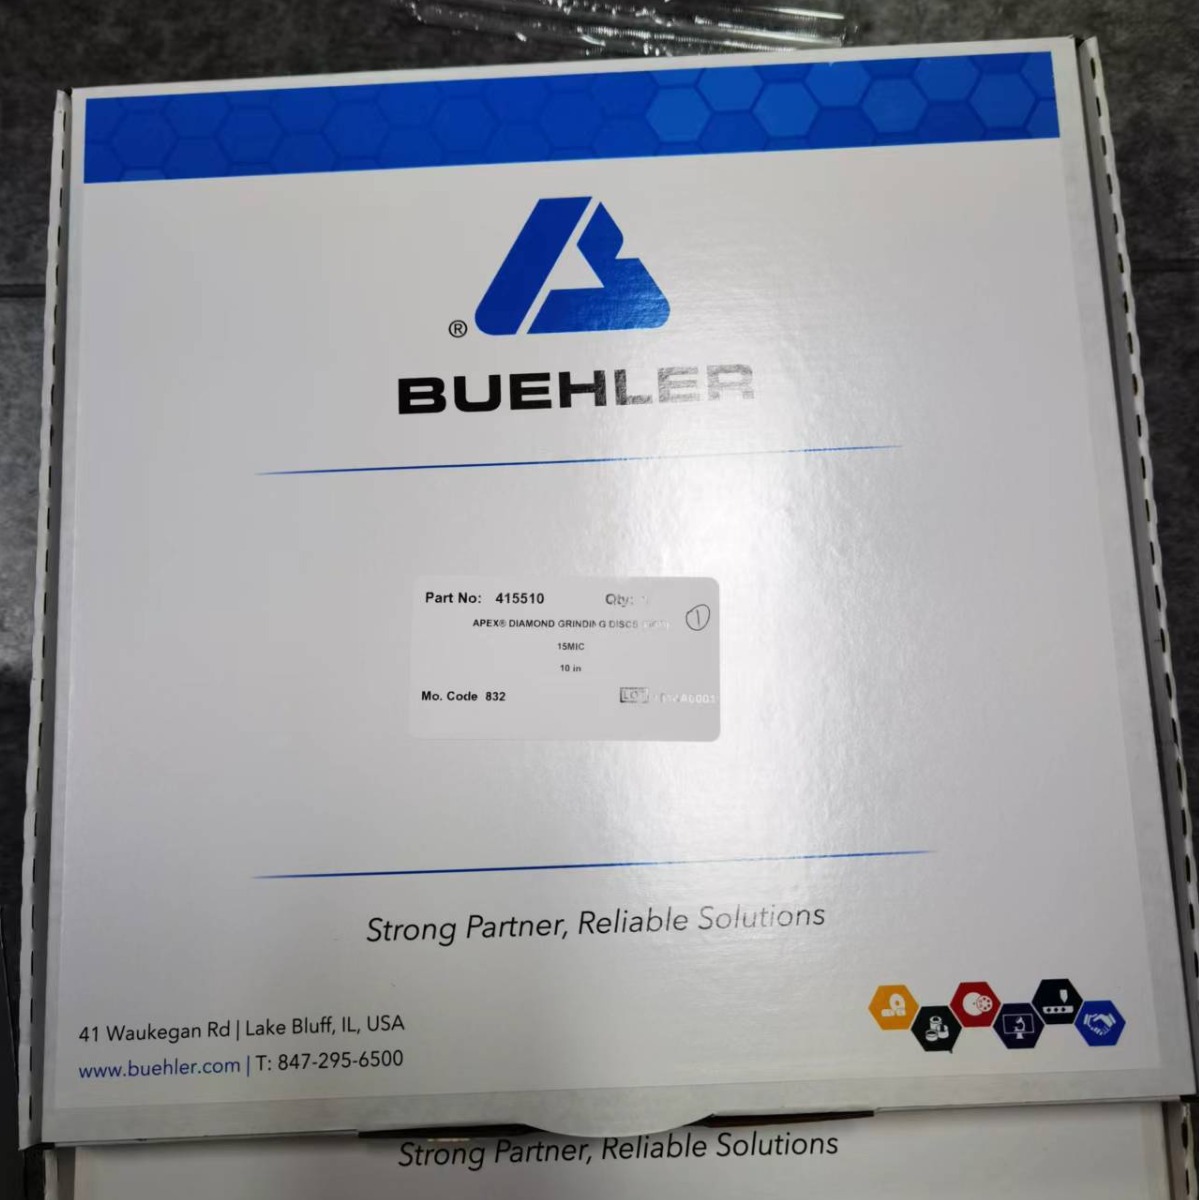 ®
BUEHLER
Part No: 415510 Qty:
APEX® DIAMOND GRINDING DISCS
1
15MIC
10 in
Mo. Code 832 LOT
Strong Partner, Reliable Solutions
41 Waukegan Rd | Lake Bluff, IL, USA
www.buehler.com | T: 847-295-6500
Strong Partner, Reliable Solutions